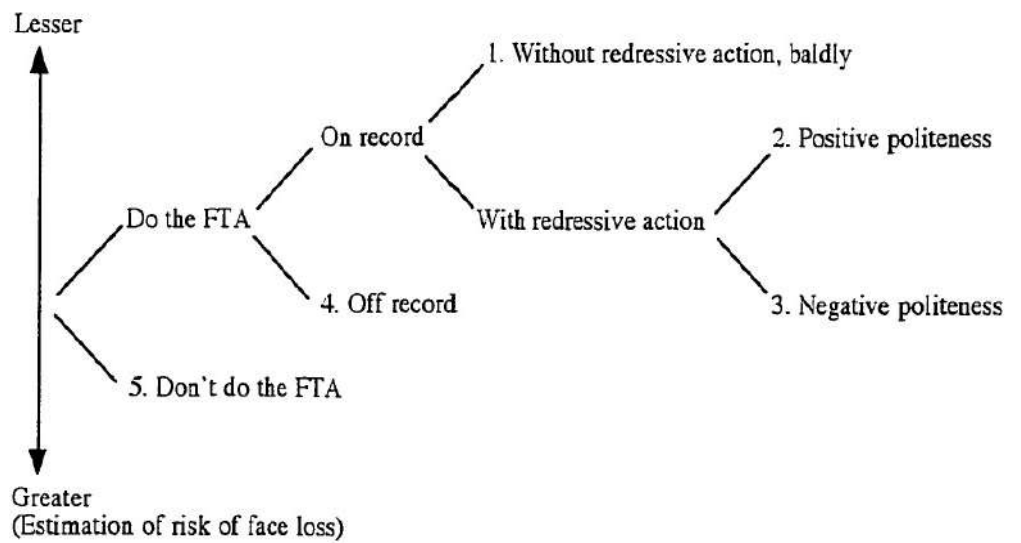 Lesser
1. Without redressive action, baldly
On record
2. Positive politeness
Do the FTA
With redressive action
4. Off record
3. Negative politeness
5. Don't do the FTA
Greater
(Estimation of risk of face loss)